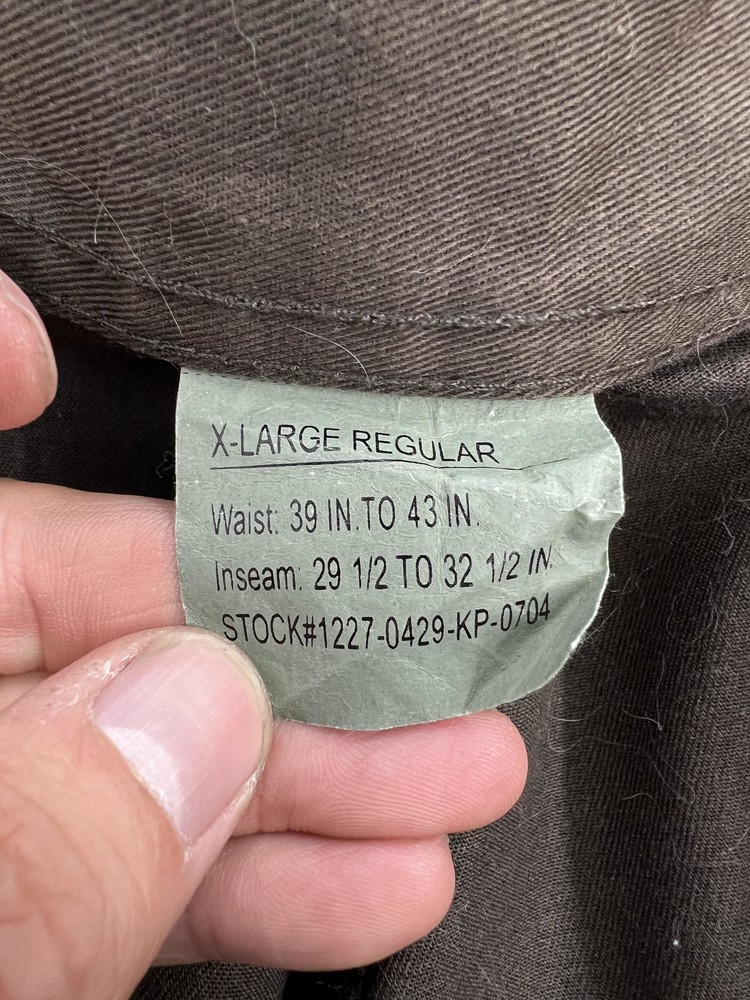 X-LARGE REGULAR
Waist: 39 IN.TO 43 IN.
Inseam: 29 1/2 TO 32 1/2 IN.
STOCK#1227-0429-KP-0704